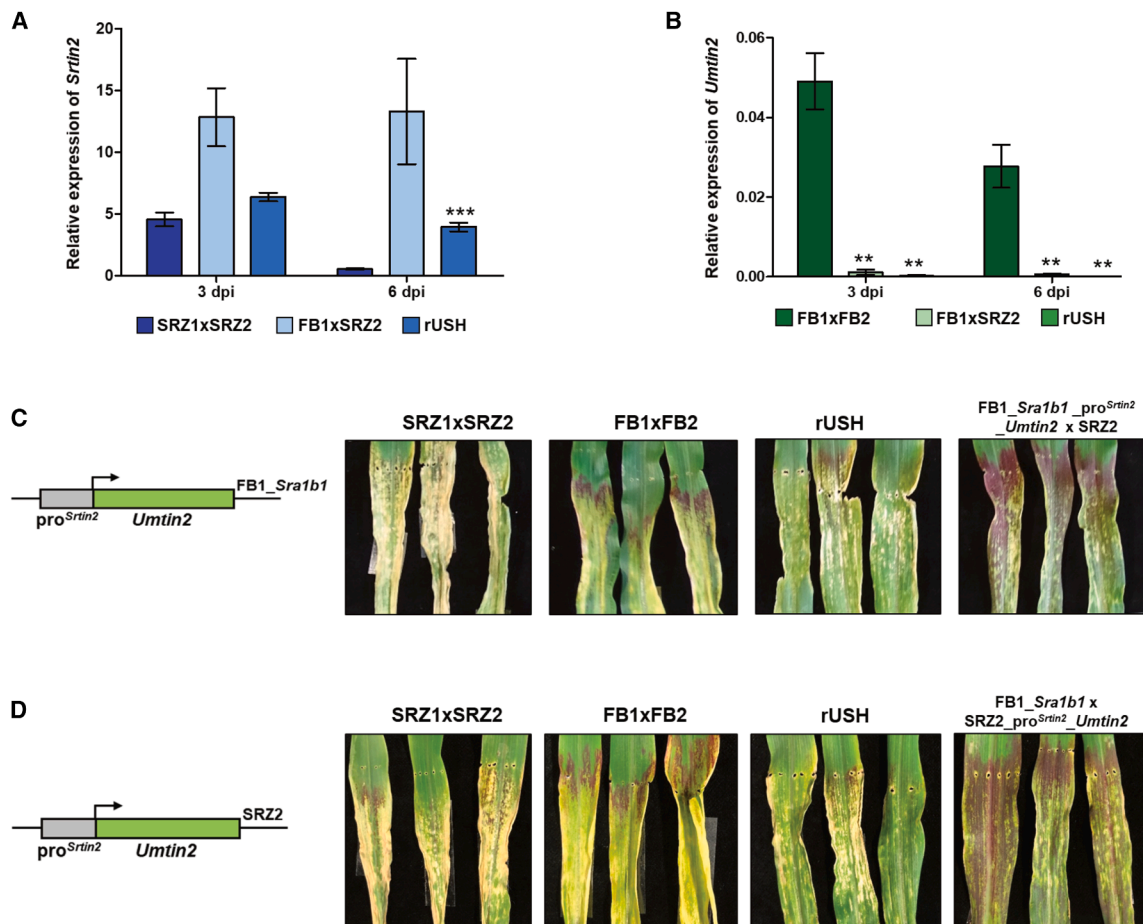 A
Relative expression of Srtin2
20
15
10
5
0
***
3 dpi
6 dpi
SRZ1xSRZ2
FB1xSRZ2
rUSH
B
Relative expression of Umtin2
0.06
0.04
0.02
0.00
**
**
**
**
3 dpi
6 dpi
FB1xFB2
FB1xSRZ2
rUSH
C
FB1_Sra1b1
proSrtin2
Umtin2
SRZ1xSRZ2
FB1xFB2
rUSH
FB1_Sra1b1_proSrtin2
_Umtin2 x SRZ2
D
SRZ2
proSrtin2
Umtin2
SRZ1xSRZ2
FB1xFB2
rUSH
FB1_Sra1b1 x
SRZ2_proSrtin2_Umtin2